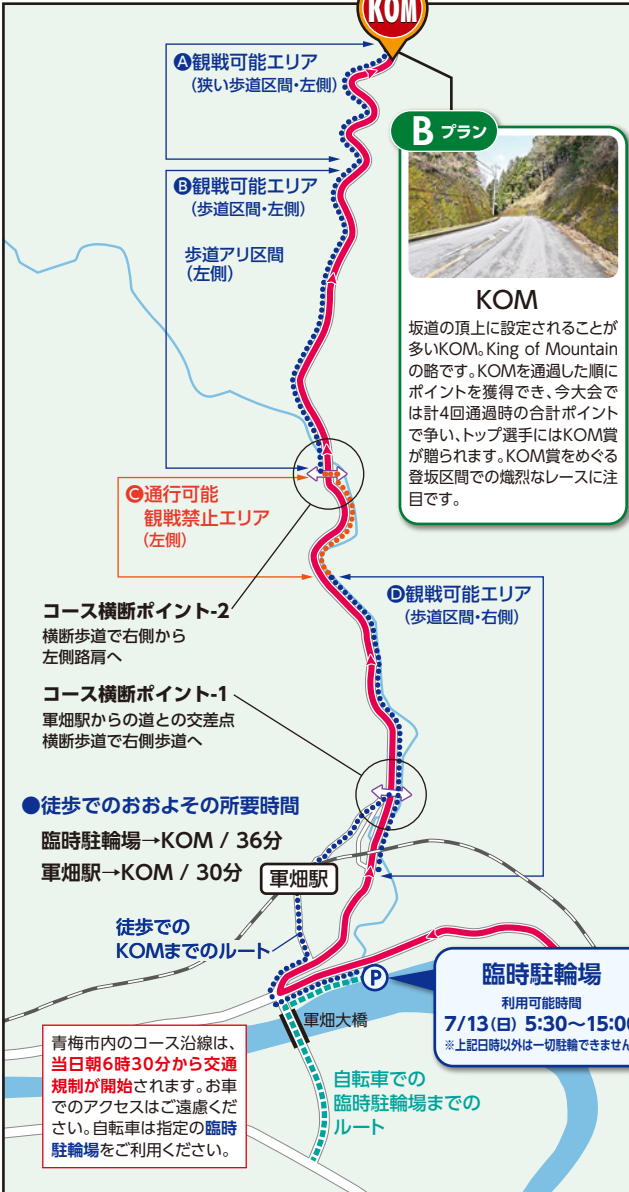 KOM
Ⓐ観戦可能エリア
(狭い歩道区間・左側)
Ⓑ観戦可能エリア
(歩道区間・左側)
歩道アリ区間
(左側)
B プラン
KOM
坂道の頂上に設定されることが
多いKOM。King of Mountain
の略です。KOMを通過した順に
ポイントを獲得でき、今大会で
は計4回通過時の合計ポイント
で争い、トップ選手にはKOM賞
が贈られます。KOM賞をめぐる
登坂区間での熾烈なレースに注
目です。
Ⓒ通行可能
観戦禁止エリア
(左側)
Ⓓ観戦可能エリア
(歩道区間・右側)
コース横断ポイント-2
横断歩道で右側から
左側路肩へ
コース横断ポイント-1
軍畑駅からの道との交差点
横断歩道で右側歩道へ
●徒歩でのおおよその所要時間
臨時駐輪場→KOM / 36分
軍畑駅→KOM / 30分
軍畑駅
徒歩での
KOMまでのルート
P
臨時駐輪場
利用可能時間
7/13(日) 5:30〜15:00
※上記日時以外は一切駐輪できません
軍畑大橋
自転車での
臨時駐輪場までの
ルート
青梅市内のコース沿線は、
当日朝6時30分から交通
規制が開始されます。お車
でのアクセスはご遠慮くだ
さい。自転車は指定の臨時
駐輪場をご利用ください。